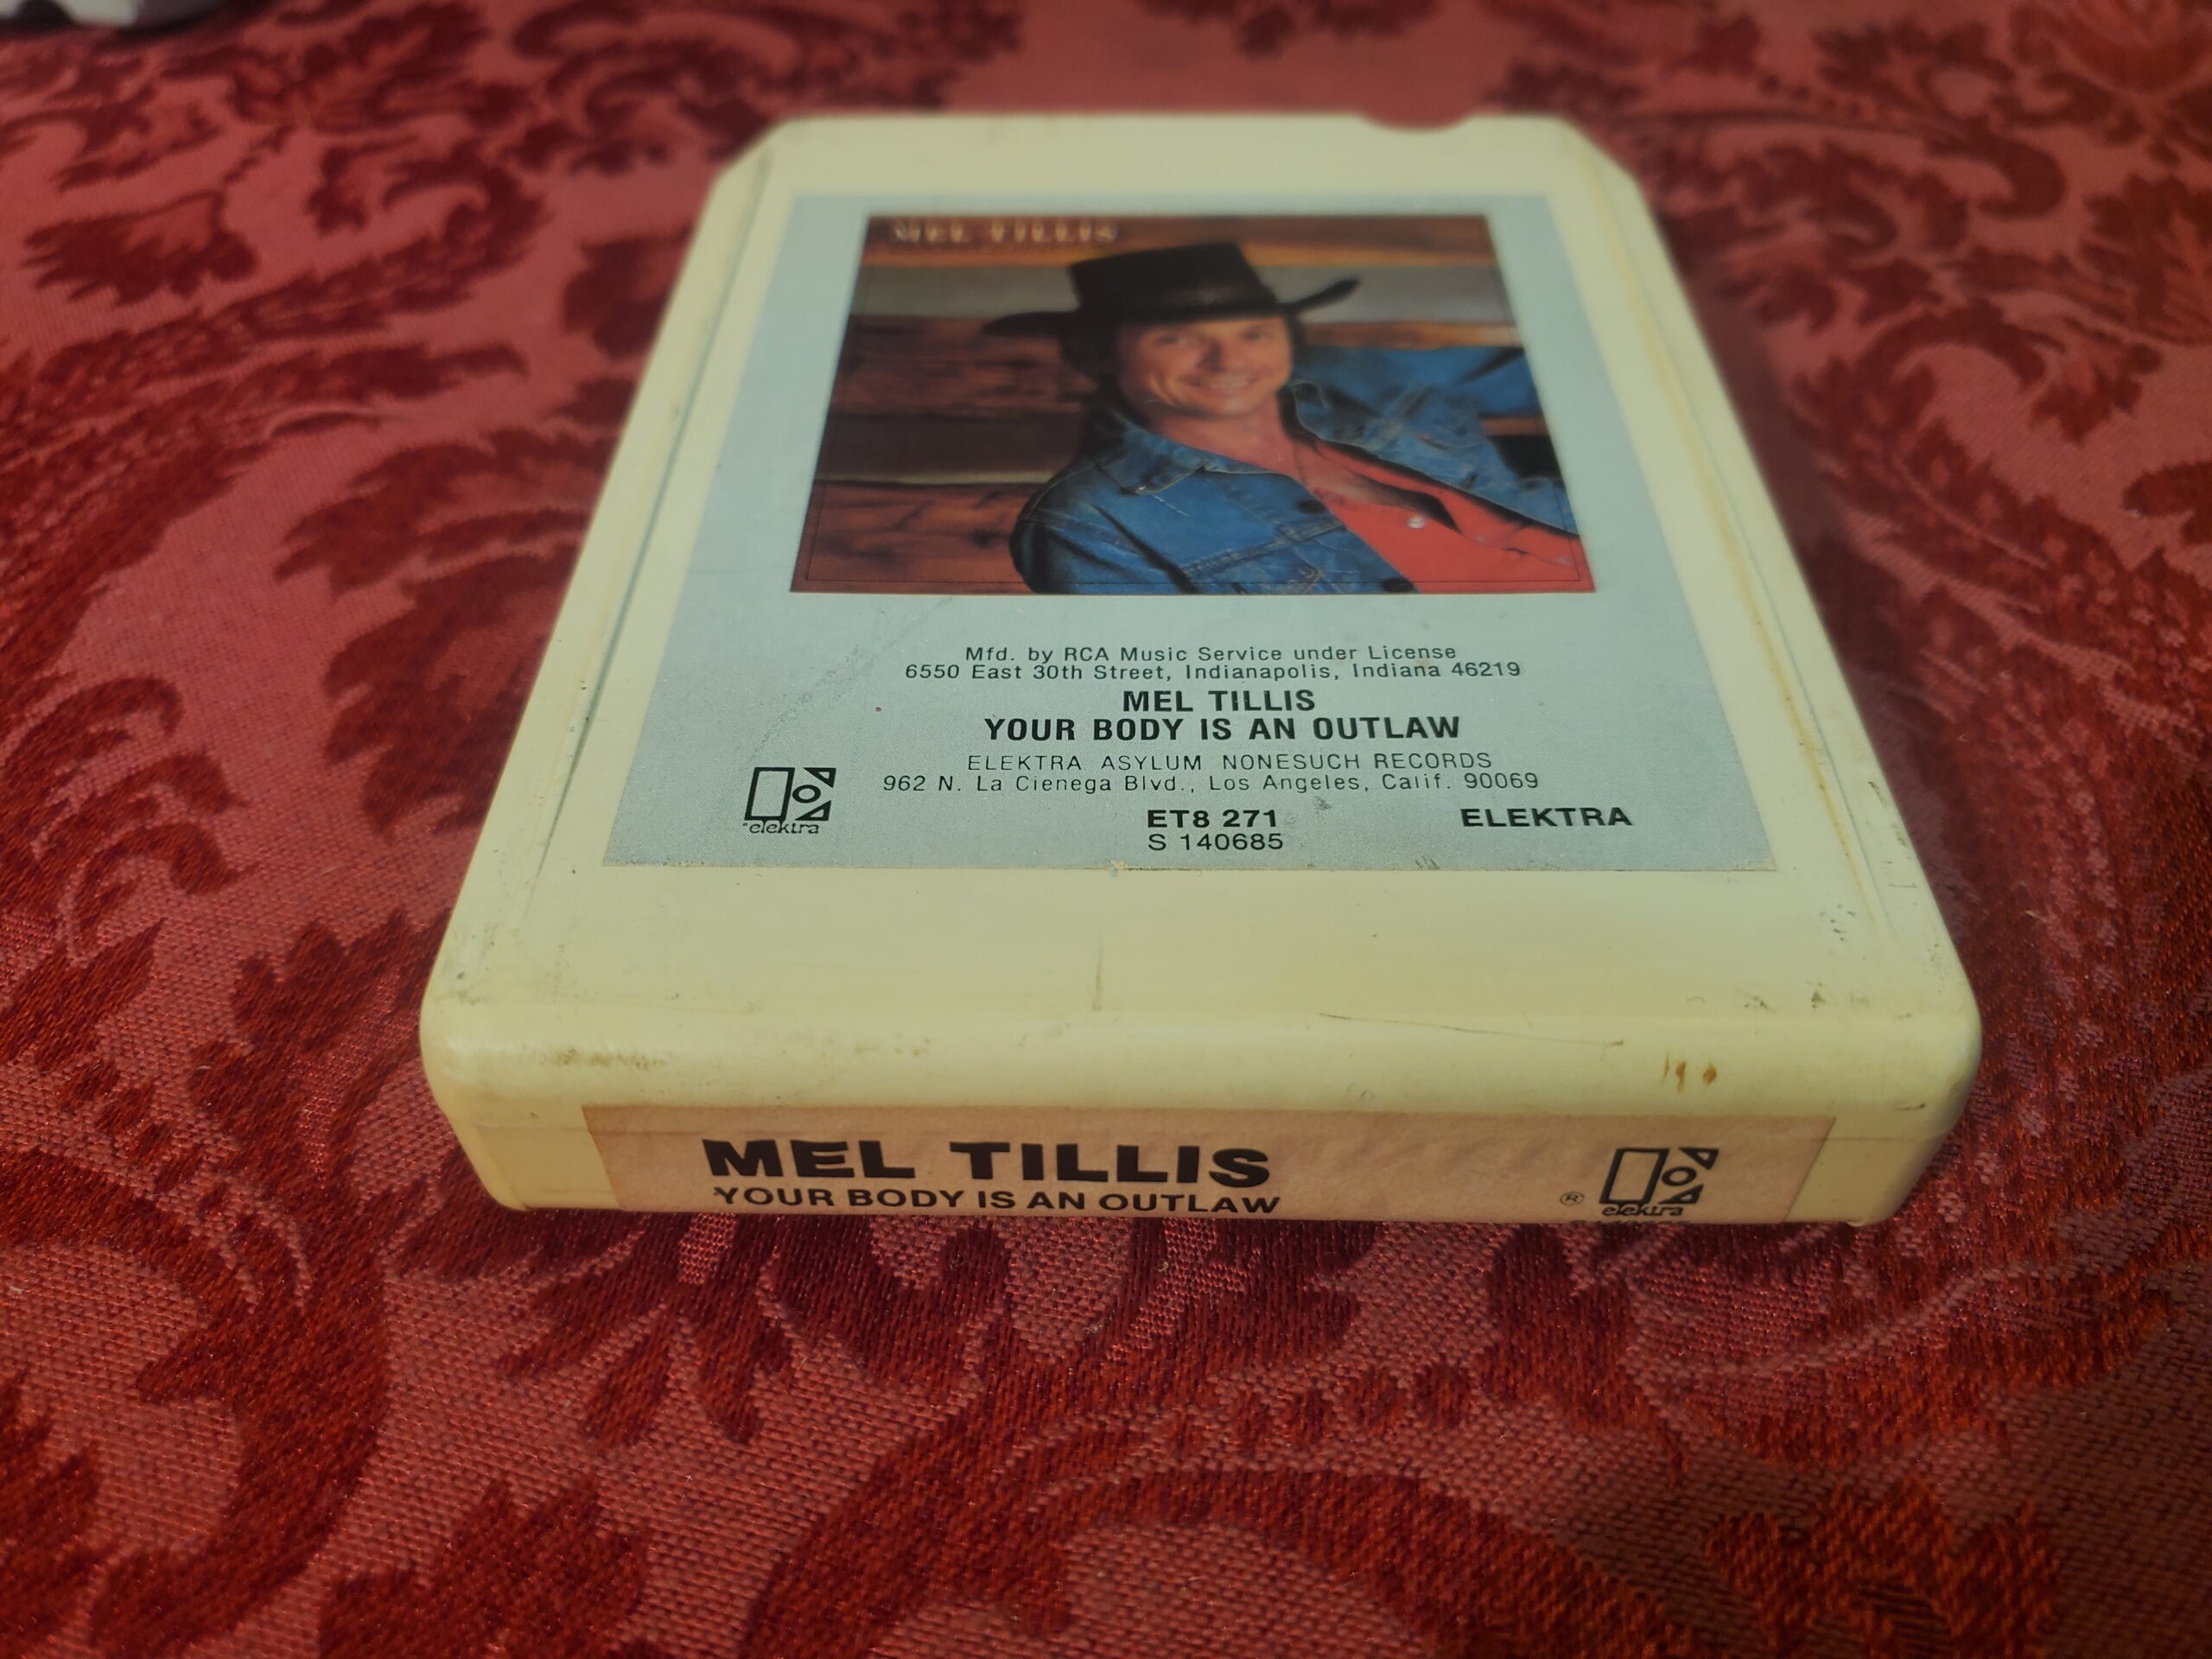 MEL TILLIS
Mfd. by RCA Music Service under License
6550 East 30th Street, Indianapolis, Indiana 46219
MEL TILLIS
YOUR BODY IS AN OUTLAW
ELEKTRA ASYLUM NONESUCH RECORDS
962 N. La Cienega Blvd., Los Angeles, Calif. 90069
elektra
ET8 271
ELEKTRA
S 140685
MEL TILLIS
YOUR BODY IS AN OUTLAW
® elektra